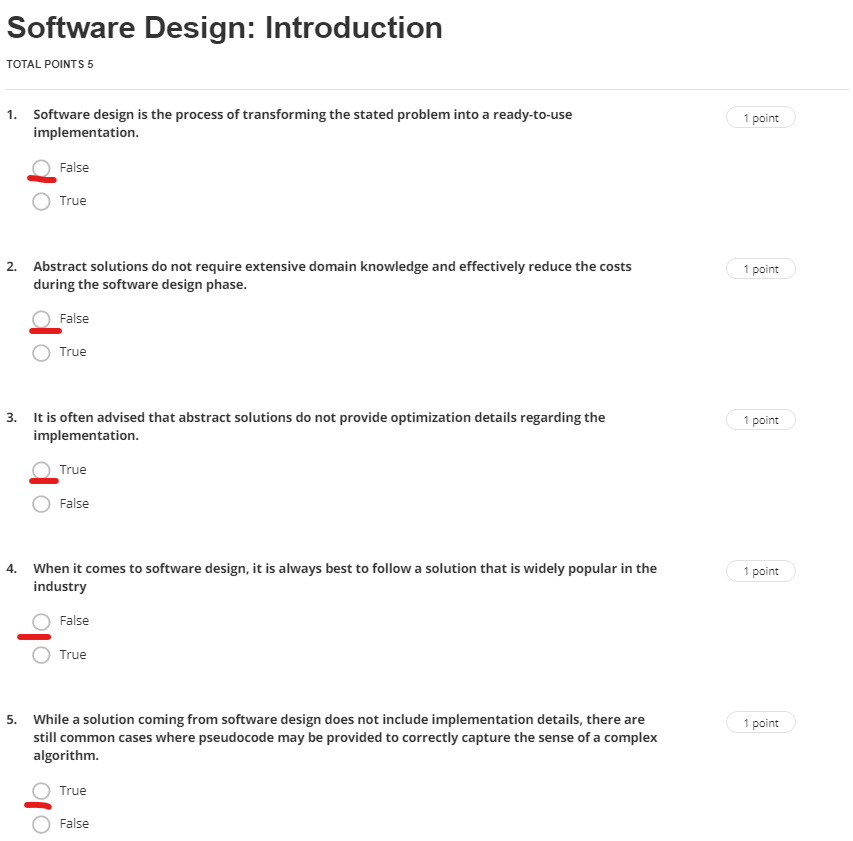 Software Design: Introduction
TOTAL POINTS 5
1. Software design is the process of transforming the stated problem into a ready-to-use
implementation.
1 point
False
True
2. Abstract solutions do not require extensive domain knowledge and effectively reduce the costs
during the software design phase.
1 point
False
True
3. It is often advised that abstract solutions do not provide optimization details regarding the
implementation.
1 point
True
False
4. When it comes to software design, it is always best to follow a solution that is widely popular in the
industry
1 point
False
True
5. While a solution coming from software design does not include implementation details, there are
still common cases where pseudocode may be provided to correctly capture the sense of a complex
algorithm.
1 point
True
False